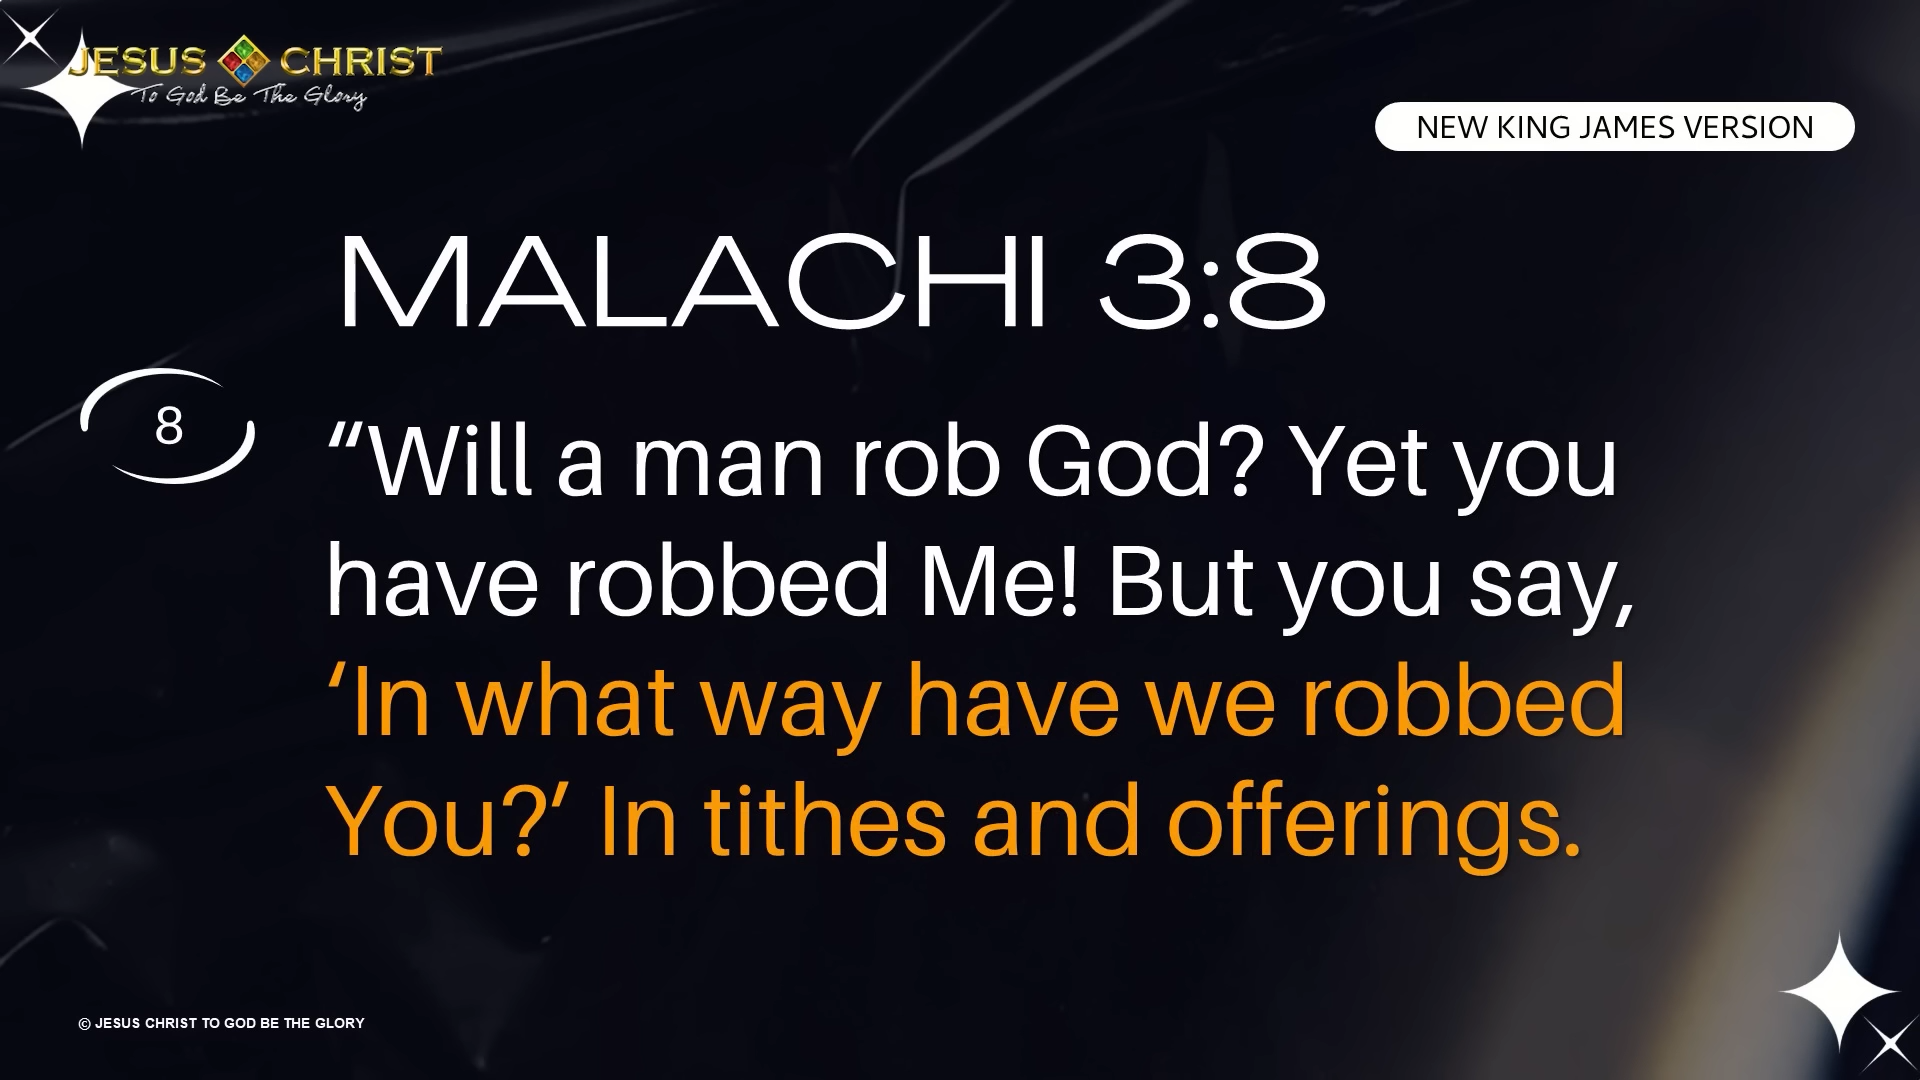 JESUS CHRIST
To God Be The Glory
NEW KING JAMES VERSION
MALACHI 3:8
8
“Will a man rob God? Yet you
have robbed Me! But you say,
‘In what way have we robbed
You?’ In tithes and offerings.
© JESUS CHRIST TO GOD BE THE GLORY